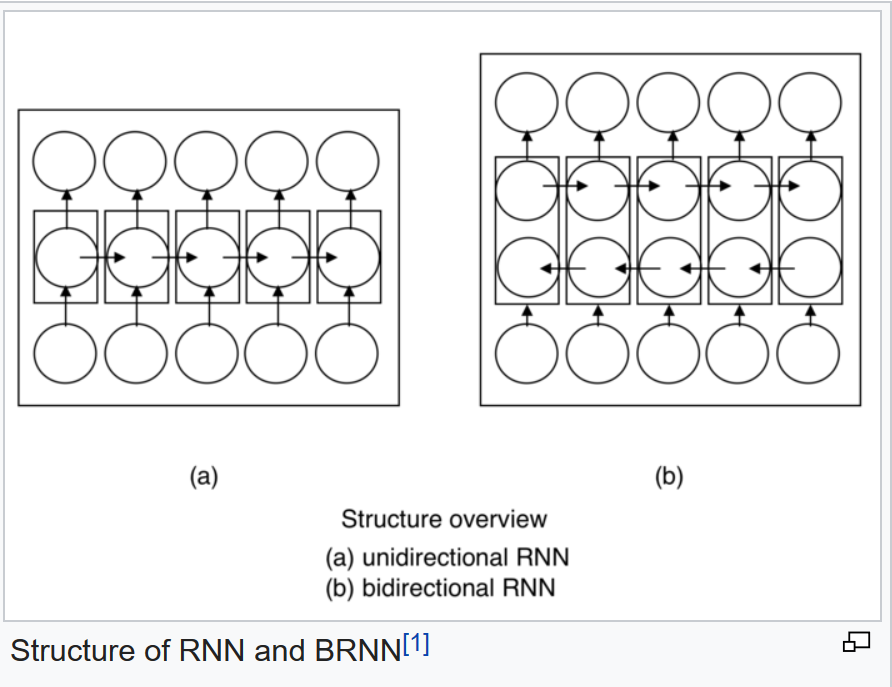 (a)
(b)
Structure overview
(a) unidirectional RNN
(b) bidirectional RNN
Structure of RNN and BRNN[1]